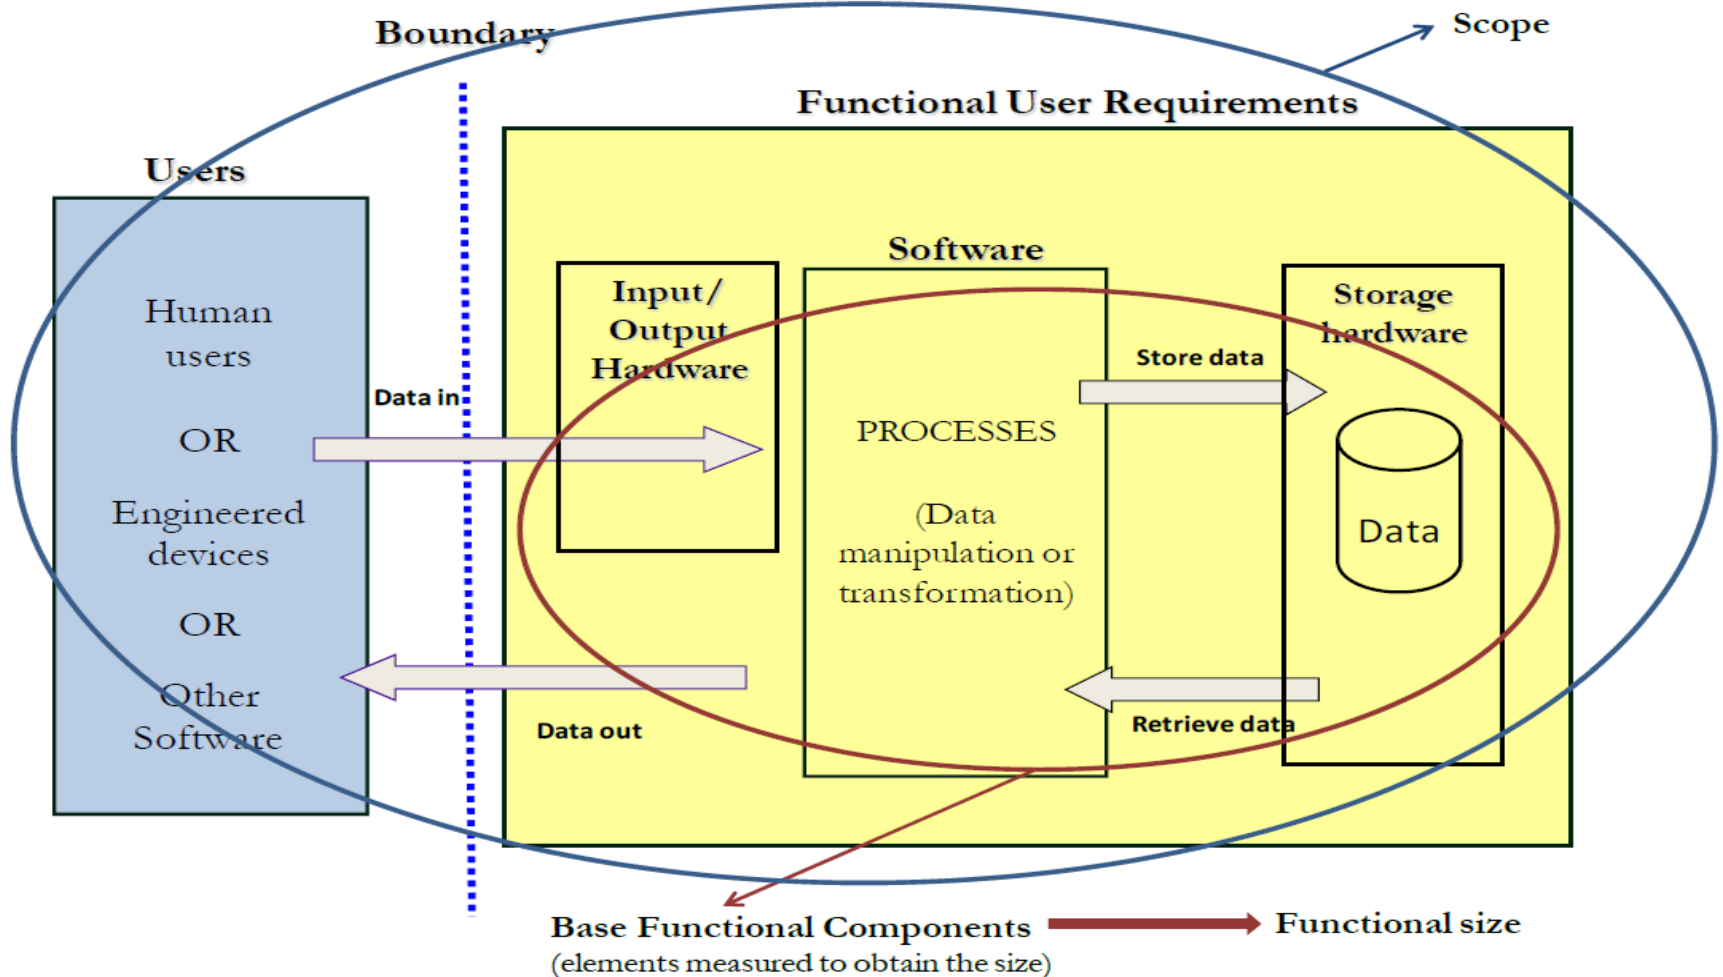 Boundary
Scope
Functional User Requirements
Users
Software
Human
users
OR
Engineered
devices
OR
Other
Software
Data in
Data out
Input/
Output
Hardware
PROCESSES
(Data
manipulation or
transformation)
Store data
Retrieve data
Storage
hardware
Data
Base Functional Components
(elements measured to obtain the size)
Functional size